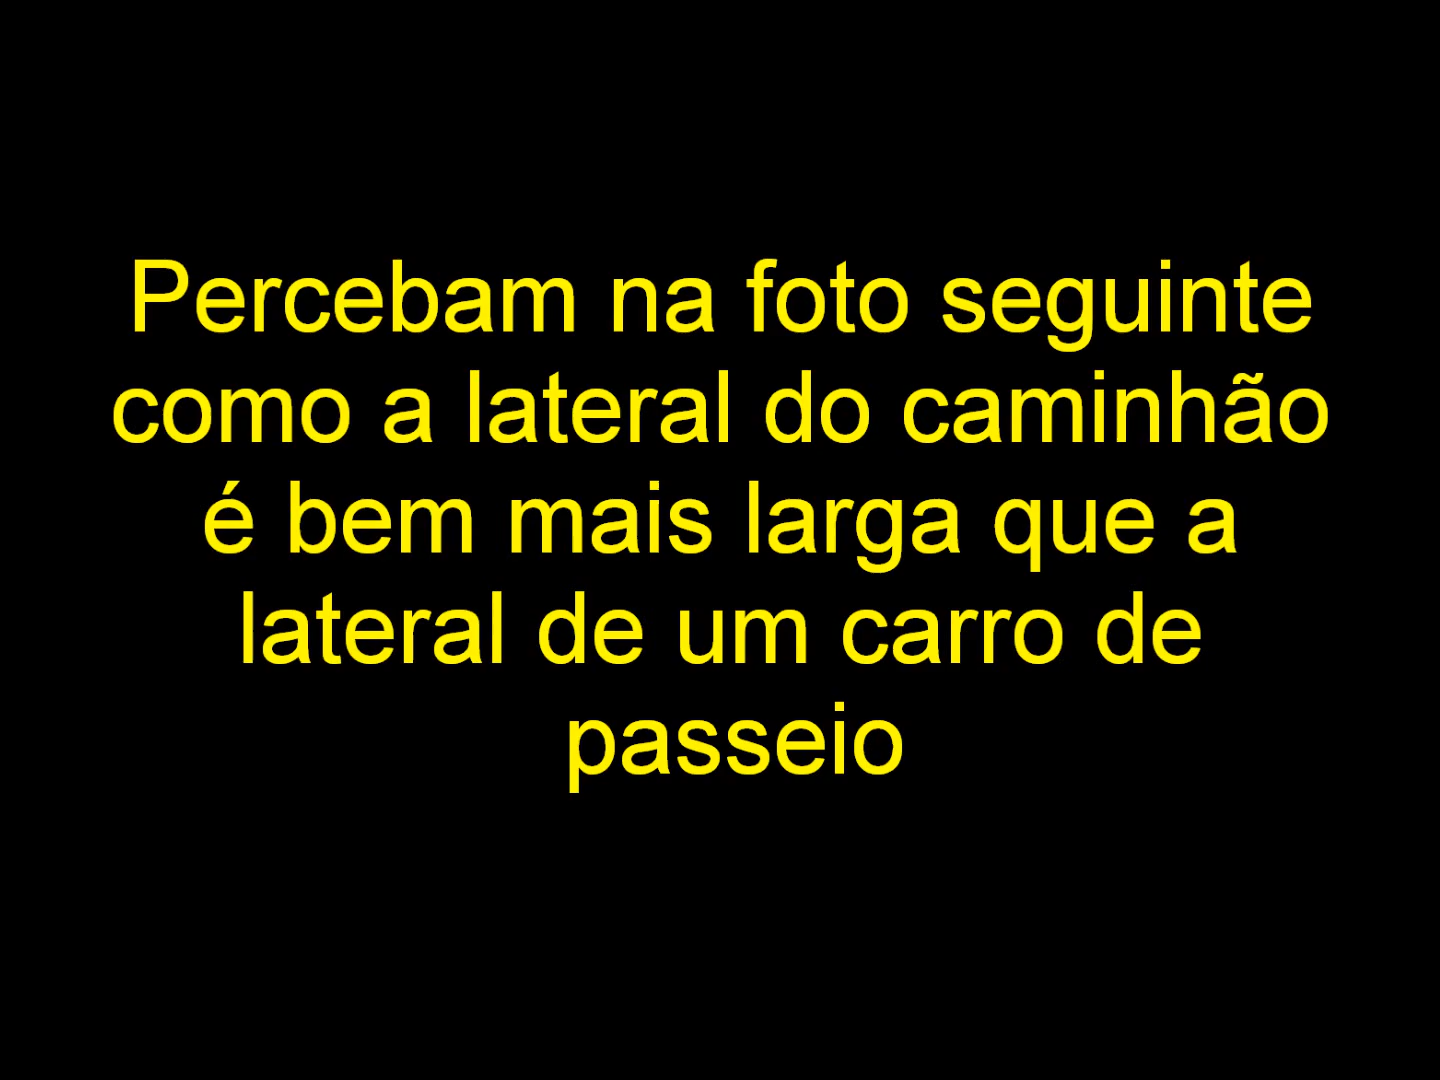 Percebam na foto seguinte
como a lateral do caminhão
é bem mais larga que a
lateral de um carro de
passeio